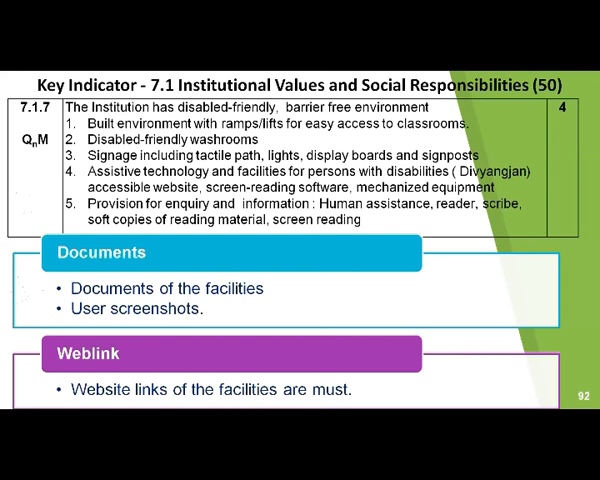 Key Indicator - 7.1 Institutional Values and Social Responsibilities (50)
7.1.7 The Institution has disabled-friendly, barrier free environment 4
1. Built environment with ramps/lifts for easy access to classrooms.
QnM 2. Disabled-friendly washrooms
3. Signage including tactile path, lights, display boards and signposts
4. Assistive technology and facilities for persons with disabilities ( Divyangjan)
accessible website, screen-reading software, mechanized equipment
5. Provision for enquiry and information : Human assistance, reader, scribe,
soft copies of reading material, screen reading
Documents
• Documents of the facilities
• User screenshots.
Weblink
• Website links of the facilities are must.
92